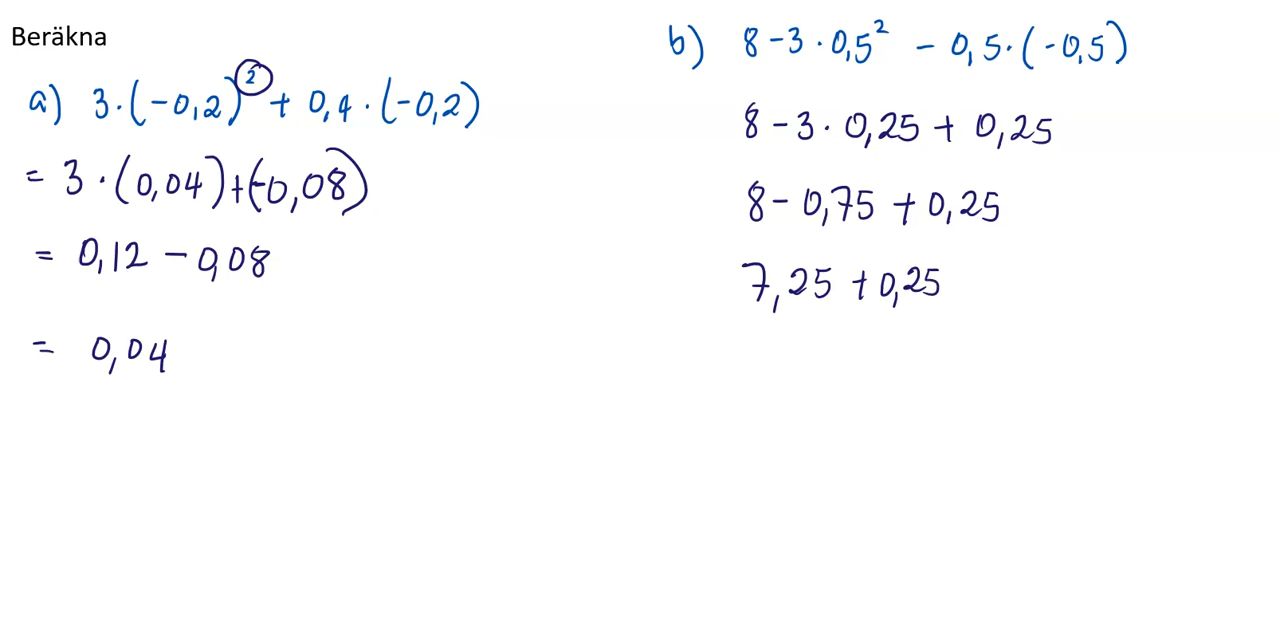 Beräkna
a) 3·(-0,2)² + 0,4·(-0,2)
= 3·(0,04)+(-0,08)
= 0,12 - 0,08
= 0,04
b) 8-3·0,5² - 0,5·(-0,5)
8-3·0,25 + 0,25
8-0,75 + 0,25
7,25 + 0,25